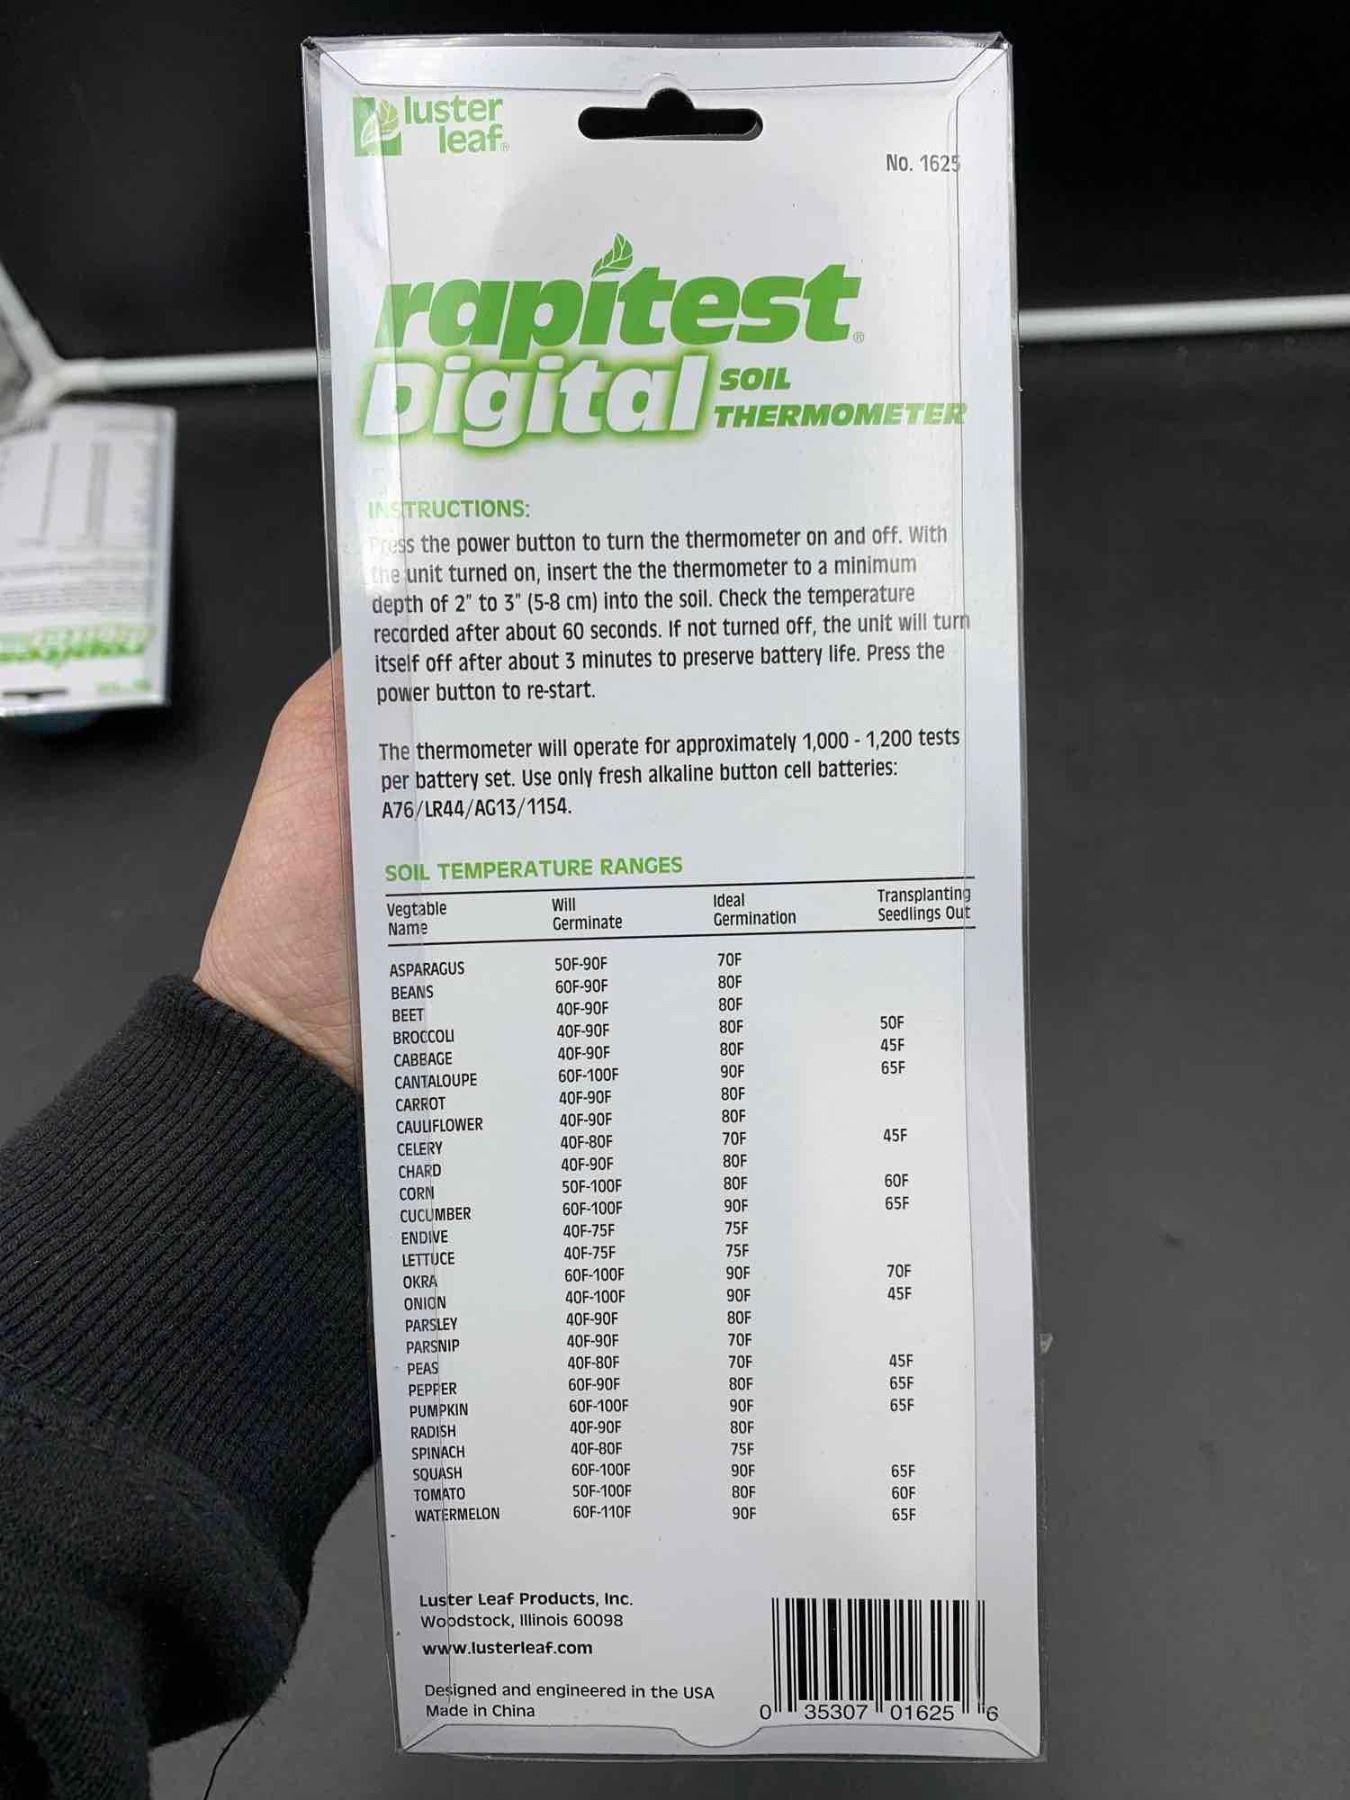 luster
leaf®
No. 1625
rapitest®
Digital SOIL
THERMOMETER
INSTRUCTIONS:
Press the power button to turn the thermometer on and off. With
the unit turned on, insert the the thermometer to a minimum
depth of 2" to 3" (5-8 cm) into the soil. Check the temperature
recorded after about 60 seconds. If not turned off, the unit will turn
itself off after about 3 minutes to preserve battery life. Press the
power button to re-start.
The thermometer will operate for approximately 1,000 - 1,200 tests
per battery set. Use only fresh alkaline button cell batteries:
A76/LR44/AG13/1154.
SOIL TEMPERATURE RANGES
Vegtable Will Ideal Transplanting
Name Germinate Germination Seedlings Out
ASPARAGUS 50F-90F 70F
BEANS 60F-90F 80F
BEET 40F-90F 80F
BROCCOLI 40F-90F 80F 50F
CABBAGE 40F-90F 80F 45F
CANTALOUPE 60F-100F 90F 65F
CARROT 40F-90F 80F
CAULIFLOWER 40F-90F 80F
CELERY 40F-80F 70F 45F
CHARD 40F-90F 80F
CORN 50F-100F 80F 60F
CUCUMBER 60F-100F 90F 65F
ENDIVE 40F-75F 75F
LETTUCE 40F-75F 75F
OKRA 60F-100F 90F 70F
ONION 40F-100F 90F 45F
PARSLEY 40F-90F 80F
PARSNIP 40F-90F 70F
PEAS 40F-80F 70F 45F
PEPPER 60F-90F 80F 65F
PUMPKIN 60F-100F 90F 65F
RADISH 40F-90F 80F
SPINACH 40F-80F 75F
SQUASH 60F-100F 90F 65F
TOMATO 50F-100F 80F 60F
WATERMELON 60F-110F 90F 65F
Luster Leaf Products, Inc.
Woodstock, Illinois 60098
www.lusterleaf.com
Designed and engineered in the USA
Made in China
0 35307 01625 6